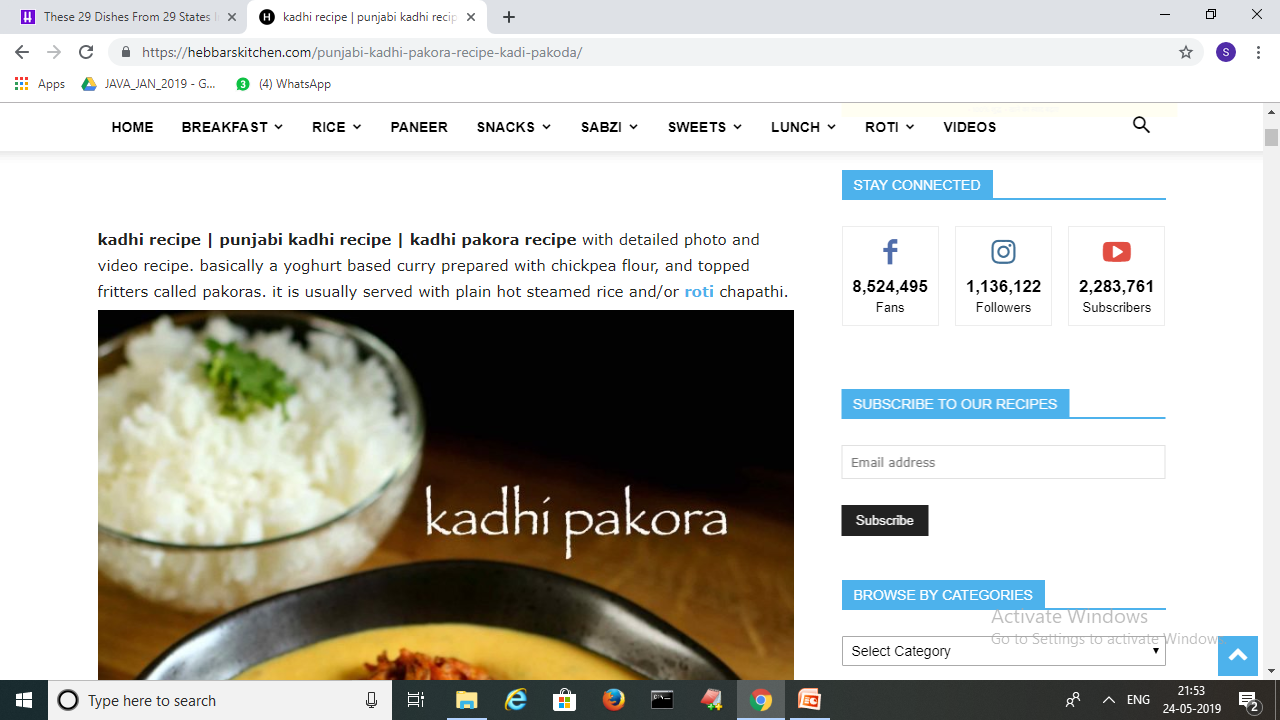 These 29 Dishes From 29 States
kadhi recipe | punjabi kadhi recip
https://hebbarskitchen.com/punjabi-kadhi-pakora-recipe-kadi-pakoda/
S
Apps
JAVA_JAN_2019 - G...
3
(4) WhatsApp
HOME
BREAKFAST
RICE
PANEER
SNACKS
SABZI
SWEETS
LUNCH
ROTI
VIDEOS
kadhi recipe | punjabi kadhi recipe | kadhi pakora recipe with detailed photo and
video recipe. basically a yoghurt based curry prepared with chickpea flour, and topped
fritters called pakoras. it is usually served with plain hot steamed rice and/or roti chapathi.
kadhi pakora
STAY CONNECTED
8,524,495
Fans
1,136,122
Followers
2,283,761
Subscribers
SUBSCRIBE TO OUR RECIPES
Email address
Subscribe
BROWSE BY CATEGORIES
Select Category
Activate Windows
Go to Settings to activate Windows.
Type here to search
ENG
21:53
24-05-2019
2